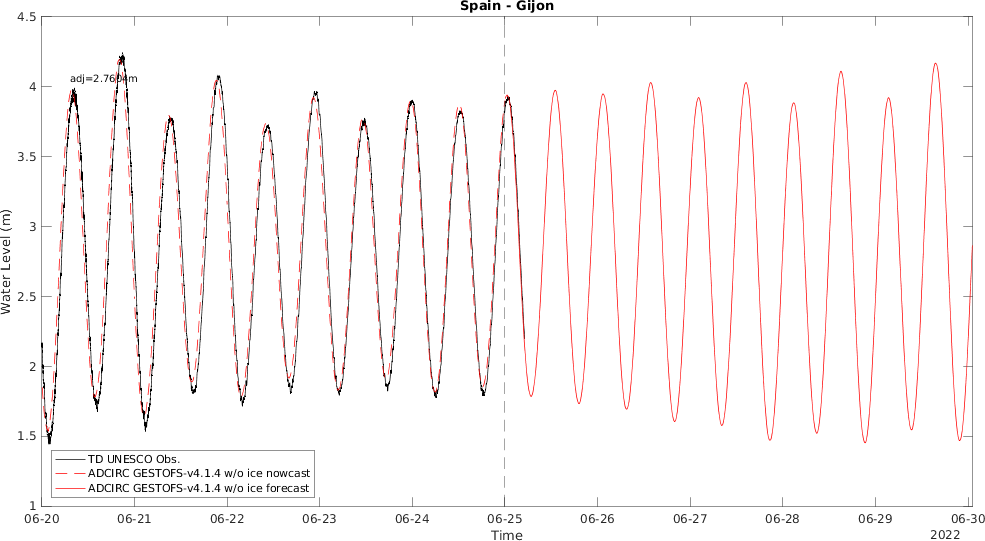 Spain - Gijon
4.5
4
3.5
3
2.5
2
1.5
1
Water Level (m)
adj=2.7604m
TD UNESCO Obs.
ADCIRC GESTOFS-v4.1.4 w/o ice nowcast
ADCIRC GESTOFS-v4.1.4 w/o ice forecast
06-20 06-21 06-22 06-23 06-24 06-25 06-26 06-27 06-28 06-29 06-30
Time
2022